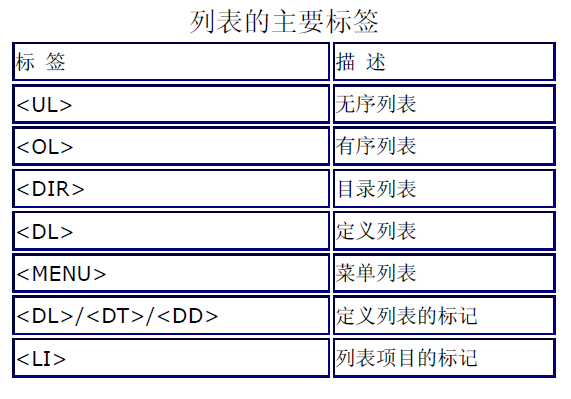 列表的主要标签
标 签 描 述
<UL> 无序列表
<OL> 有序列表
<DIR> 目录列表
<DL> 定义列表
<MENU> 菜单列表
<DL>/<DT>/<DD> 定义列表的标记
<LI> 列表项目的标记